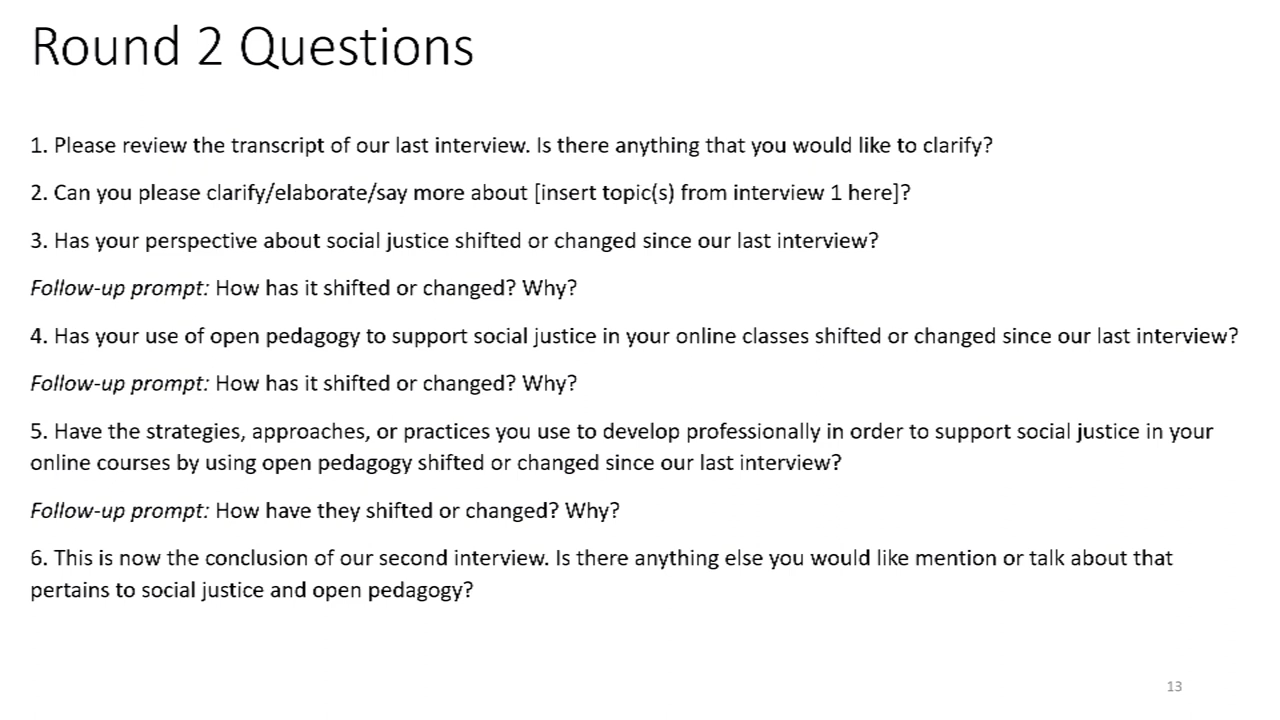 Round 2 Questions
1. Please review the transcript of our last interview. Is there anything that you would like to clarify?
2. Can you please clarify/elaborate/say more about [insert topic(s) from interview 1 here]?
3. Has your perspective about social justice shifted or changed since our last interview?
Follow-up prompt: How has it shifted or changed? Why?
4. Has your use of open pedagogy to support social justice in your online classes shifted or changed since our last interview?
Follow-up prompt: How has it shifted or changed? Why?
5. Have the strategies, approaches, or practices you use to develop professionally in order to support social justice in your
online courses by using open pedagogy shifted or changed since our last interview?
Follow-up prompt: How have they shifted or changed? Why?
6. This is now the conclusion of our second interview. Is there anything else you would like mention or talk about that
pertains to social justice and open pedagogy?
13